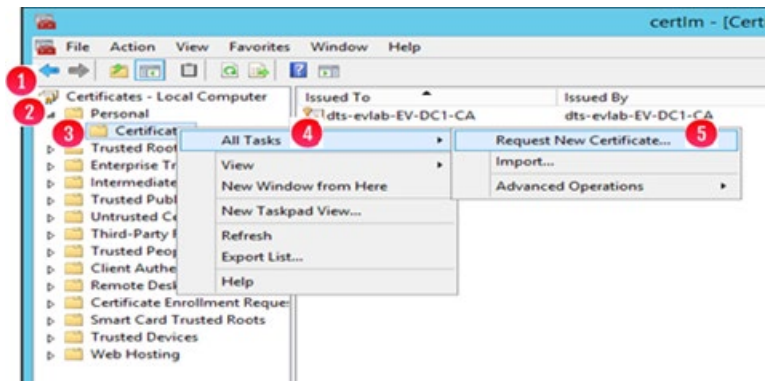 certlm - [Cert
File Action View Favorites Window Help
1
Certificates - Local Computer
Issued To
Issued By
2
Personal
dts-evlab-EV-DC1-CA
dts-evlab-EV-DC1-CA
3
Certificat
All Tasks
4
Request New Certificate...
5
Trusted Root
Enterprise Tr
View
Import...
Intermediate
New Window from Here
Advanced Operations
Trusted Publ
Untrusted Ce
New Taskpad View...
Third-Party
Refresh
Trusted Peop
Export List...
Client Authe
Remote Desk
Help
Certificate Enrollment Reque
Smart Card Trusted Roots
Trusted Devices
Web Hosting